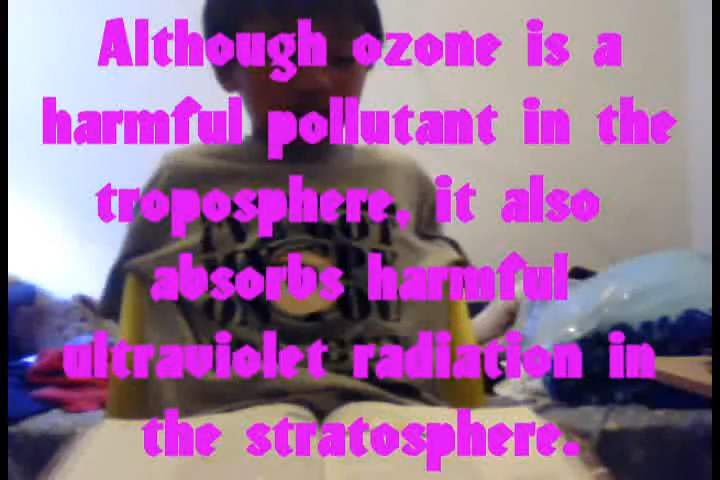 Although ozone is a
harmful pollutant in the
troposphere, it also
absorbs harmful
ultraviolet radiation in
the stratosphere.